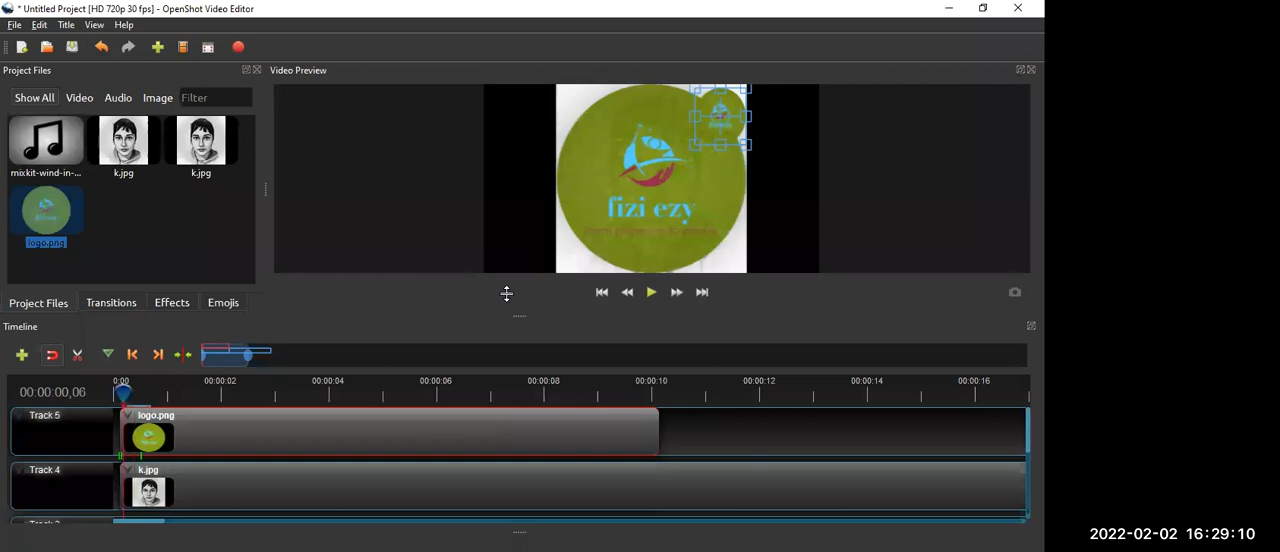 * Untitled Project [HD 720p 30 fps] - OpenShot Video Editor
File Edit Title View Help
Project Files
Video Preview
Show All Video Audio Image Filter
mixkit-wind-in-... k.jpg k.jpg
logo.png
fizi ezy
Project Files Transitions Effects Emojis
Timeline
00:00:00,06
0:00 00:00:02 00:00:04 00:00:06 00:00:08 00:00:10 00:00:12 00:00:14 00:00:16
Track 5 logo.png
Track 4 k.jpg
2022-02-02 16:29:10